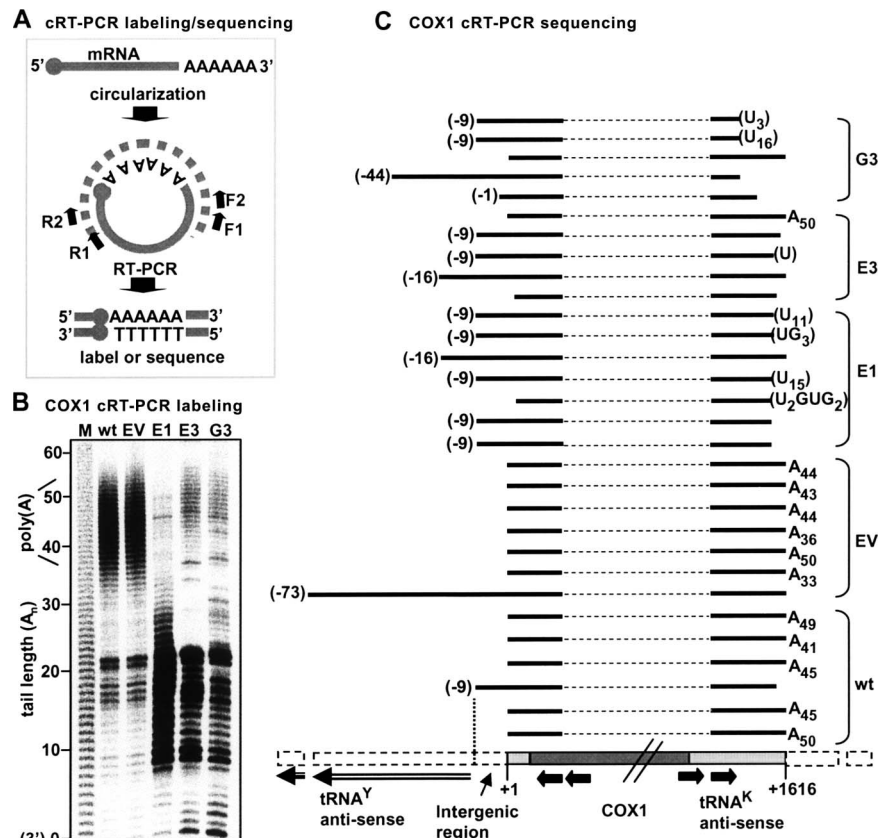 A cRT-PCR labeling/sequencing
mRNA
5' AAAAAA 3'
circularization
AAAAAA
R2
R1
F2
F1
RT-PCR
5' AAAAAA 3'
3' TTTTTT 5'
label or sequence
B COX1 cRT-PCR labeling
M wt EV E1 E3 G3
60
50
40
30
20
10
(3') 0
poly(A)
tail length (An)
C COX1 cRT-PCR sequencing
(-9) (U3)
(-9) (U16)
(-44)
(-1)
G3
A50
(-9)
(-9) (U)
(-16)
E3
(-9) (U11)
(-9) (UG3)
(-16)
(-9) (U15)
(U2GUG2)
(-9)
(-9)
E1
A44
A43
A44
A36
A50
A33
(-73)
EV
A49
A41
A45
(-9)
A45
A50
wt
tRNAY
anti-sense
Intergenic
region
+1
COX1
tRNAK
anti-sense
+1616